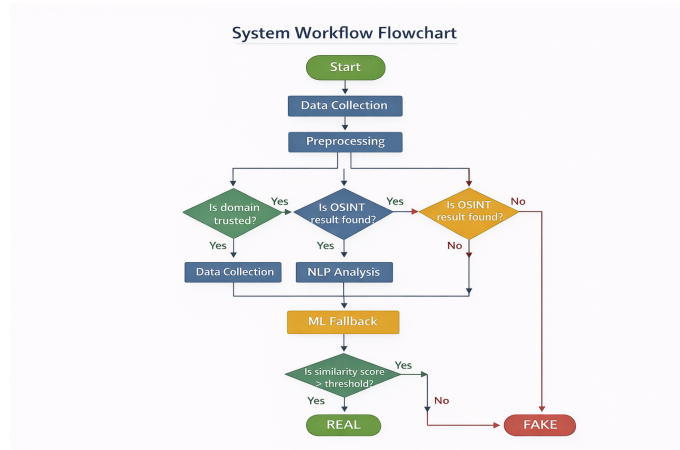 System Workflow Flowchart
Start
Data Collection
Preprocessing
Is domain
trusted?
Yes
Is OSINT
result found?
Yes
Is OSINT
result found?
No
Yes
Yes
No
Data Collection
NLP Analysis
ML Fallback
Is similarity score
> threshold?
Yes
Yes
No
REAL
FAKE